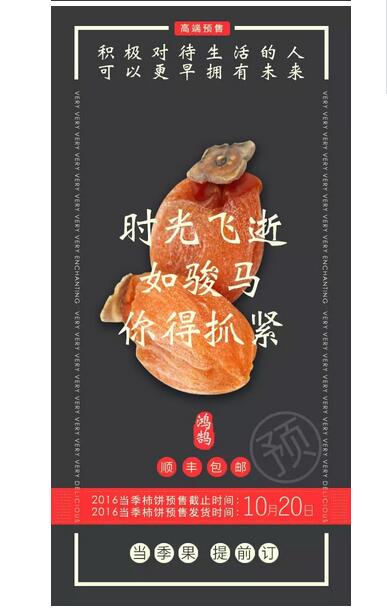 高端预售
积极对待生活的人
可以更早拥有未来
VERY VERY VERY VERY VERY VERY VERY VERY ENCHANTING
VERY VERY VERY VERY VERY VERY VERY VERY DELICIOUS
时光飞逝
如骏马
你得抓紧
鸿鹄
预
顺丰包邮
2016当季柿饼预售截止时间:
2016当季柿饼预售发货时间:
10月20日
当季果 提前订